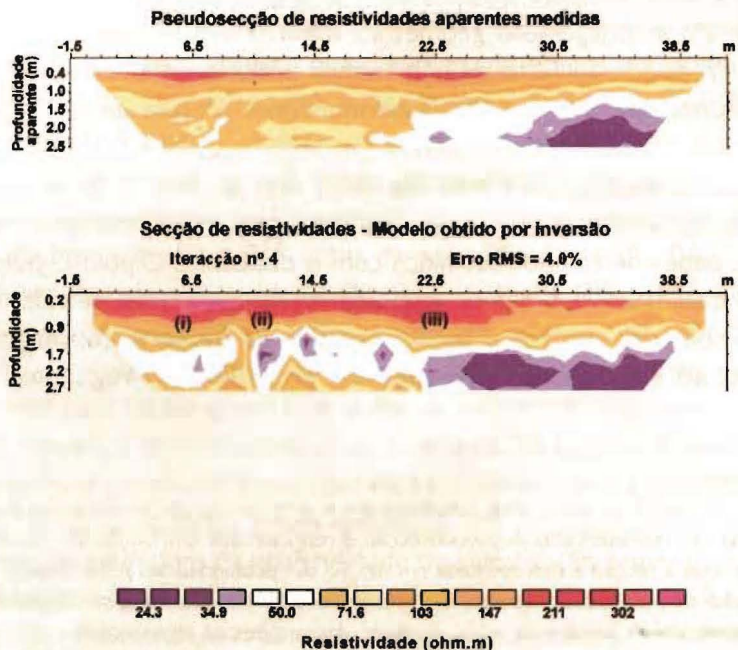 Pseudosecção de resistividades aparentes medidas
-1.5 6.5 14.5 22.5 30.5 38.5 m
Profundidade aparente (m)
0.4
1.0
1.5
2.0
2.5
Secção de resistividades - Modelo obtido por inversão
Iteracção nº.4 Erro RMS = 4.0%
-1.5 6.5 14.5 22.5 30.5 38.5 m
Profundidade (m)
0.2
0.9
1.7
2.2
2.7
(i) (ii) (iii)
24.3 34.9 50.0 71.6 103 147 211 302
Resistividade (ohm.m)